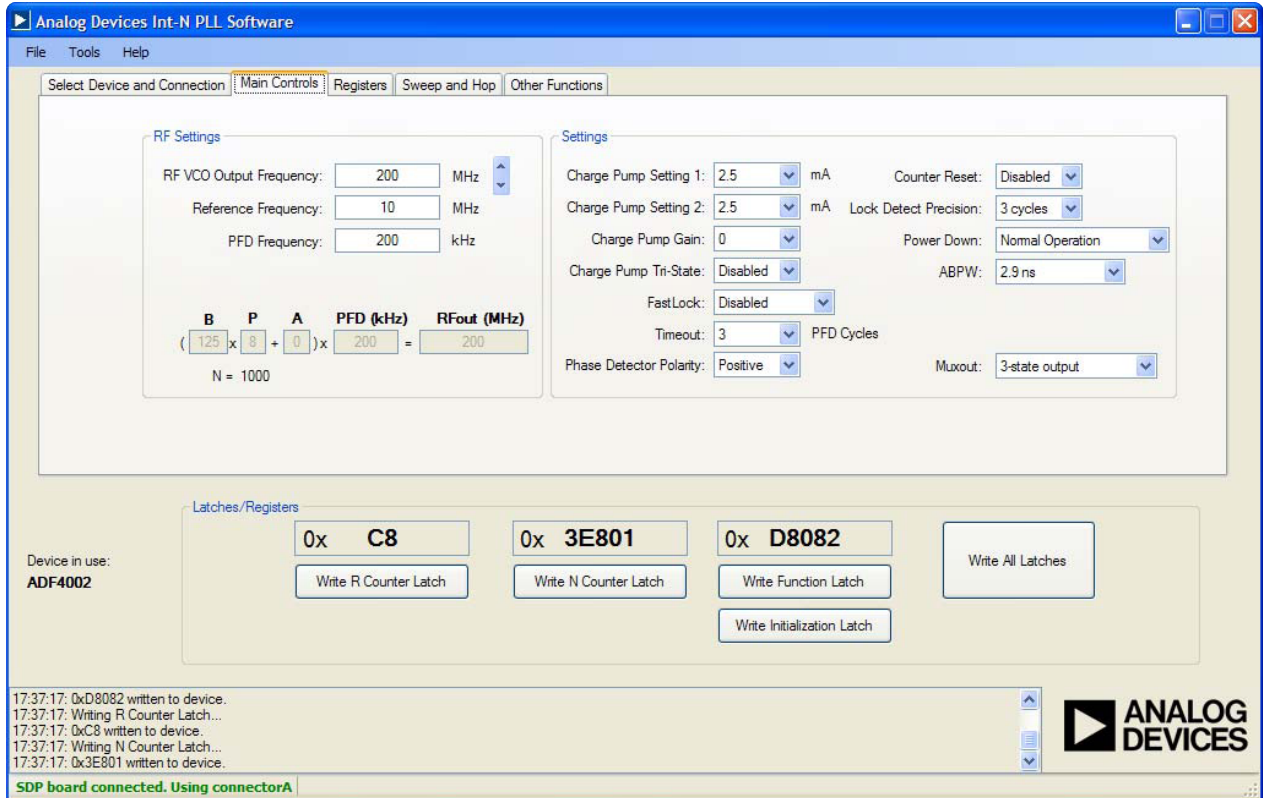 Analog Devices Int-N PLL Software
File Tools Help
Select Device and Connection Main Controls Registers Sweep and Hop Other Functions
RF Settings
RF VCO Output Frequency: 200 MHz
Reference Frequency: 10 MHz
PFD Frequency: 200 kHz
B P A PFD (kHz) RFout (MHz)
( 125 x 8 + 0 ) x 200 = 200
N = 1000
Settings
Charge Pump Setting 1: 2.5 mA
Charge Pump Setting 2: 2.5 mA
Charge Pump Gain: 0
Charge Pump Tri-State: Disabled
FastLock: Disabled
Timeout: 3 PFD Cycles
Phase Detector Polarity: Positive
Counter Reset: Disabled
Lock Detect Precision: 3 cycles
Power Down: Normal Operation
ABPW: 2.9 ns
Muxout: 3-state output
Latches/Registers
0x C8 0x 3E801 0x D8082
Write R Counter Latch Write N Counter Latch Write Function Latch Write All Latches
Write Initialization Latch
Device in use:
ADF4002
17:37:17: 0xD8082 written to device.
17:37:17: Writing R Counter Latch...
17:37:17: 0xC8 written to device.
17:37:17: Writing N Counter Latch...
17:37:17: 0x3E801 written to device.
ANALOG
DEVICES
SDP board connected. Using connectorA